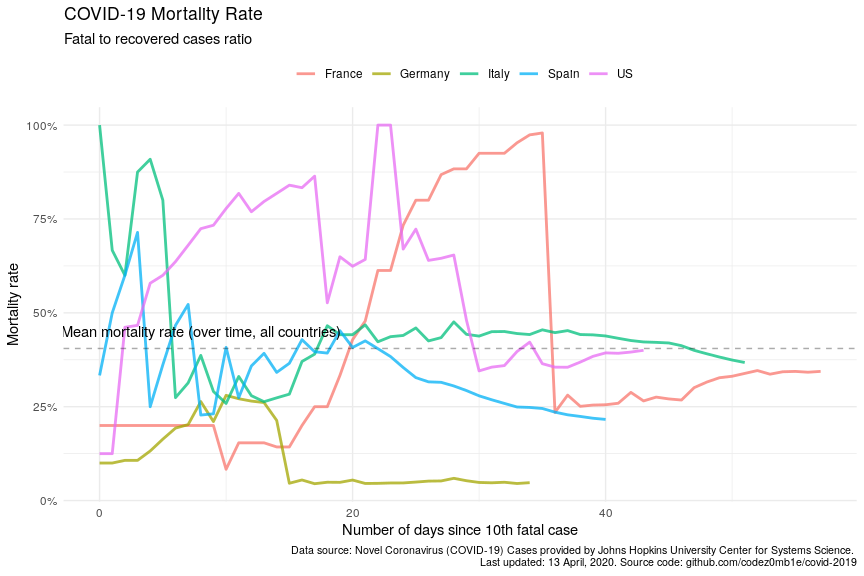 COVID-19 Mortality Rate
Fatal to recovered cases ratio
France Germany Italy Spain US
100%
75%
50%
25%
0%
Mortality rate
Mean mortality rate (over time, all countries)
0 20 40
Number of days since 10th fatal case
Data source: Novel Coronavirus (COVID-19) Cases provided by Johns Hopkins University Center for Systems Science.
Last updated: 13 April, 2020. Source code: github.com/codez0mb1e/covid-2019